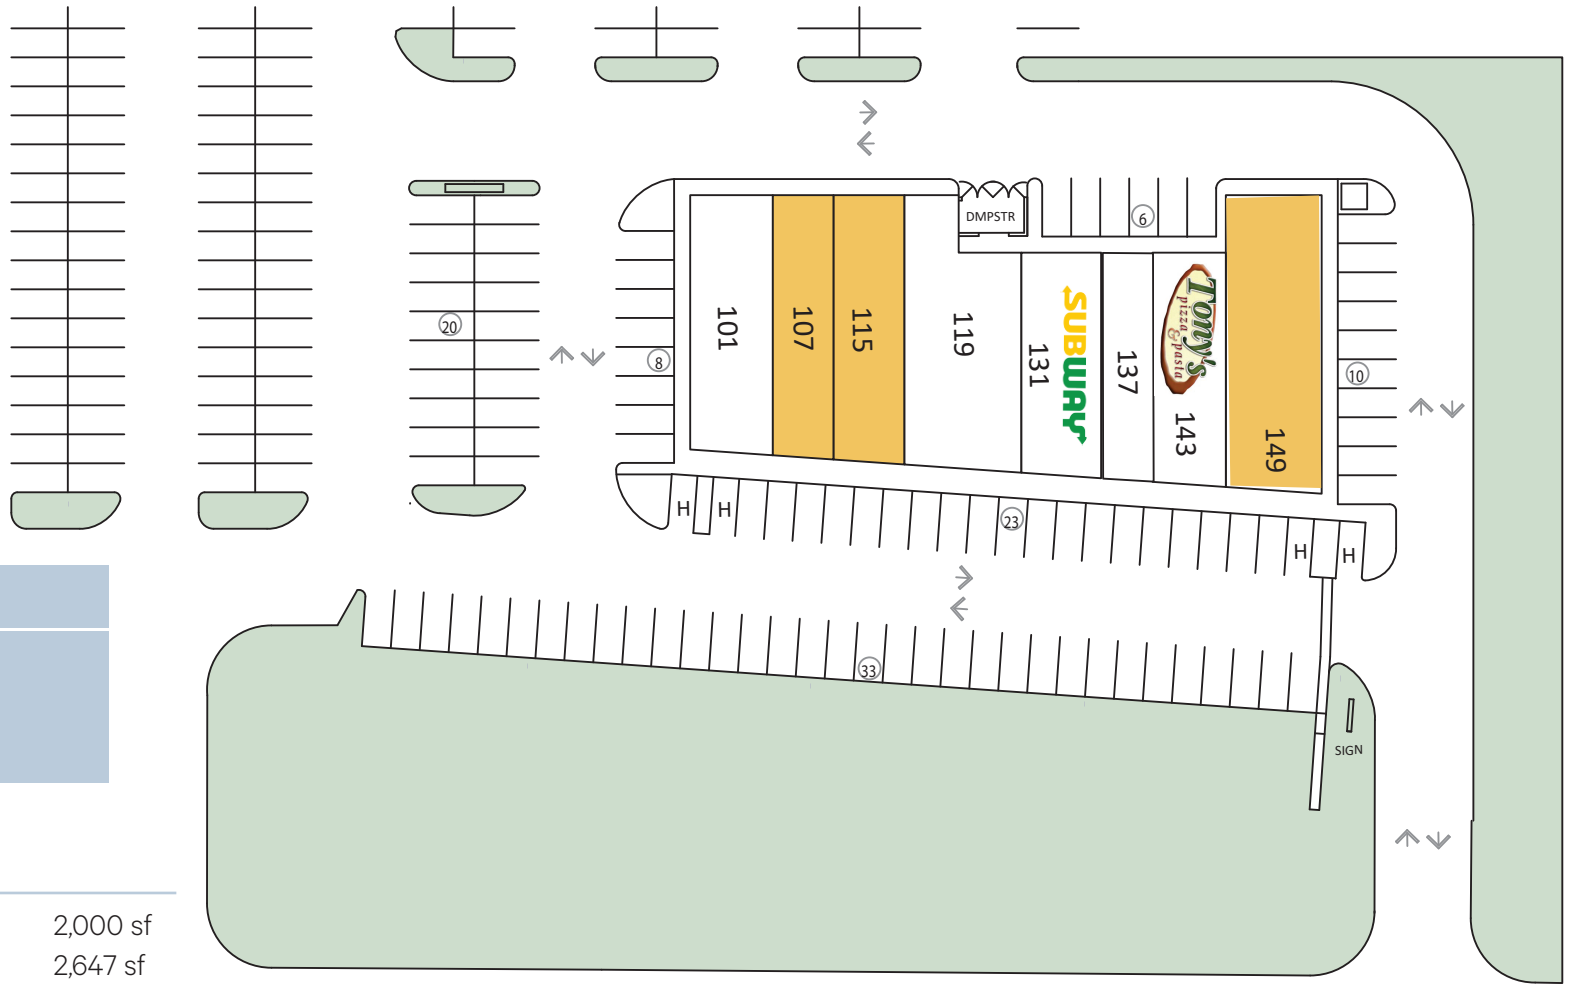 DMPSTR
6
20
8
101
107
115
119
131
SUBWAY
137
Tony's
pizza
& pasta
143
149
10
H
H
23
H
H
33
SIGN
2,000 sf
2,647 sf